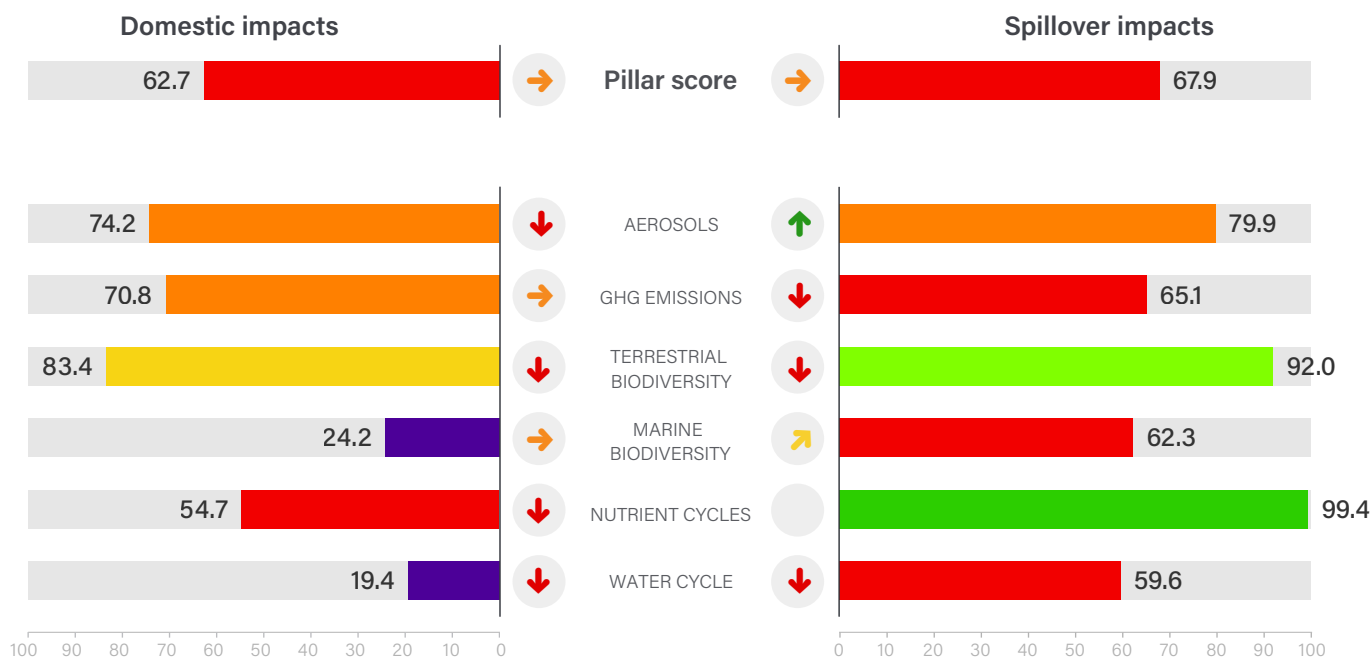 Domestic impacts
Spillover impacts
62.7
Pillar score
67.9
74.2
AEROSOLS
79.9
70.8
GHG EMISSIONS
65.1
83.4
TERRESTRIAL
BIODIVERSITY
92.0
24.2
MARINE
BIODIVERSITY
62.3
54.7
NUTRIENT CYCLES
99.4
19.4
WATER CYCLE
59.6
100 90 80 70 60 50 40 30 20 10 0
0 10 20 30 40 50 60 70 80 90 100